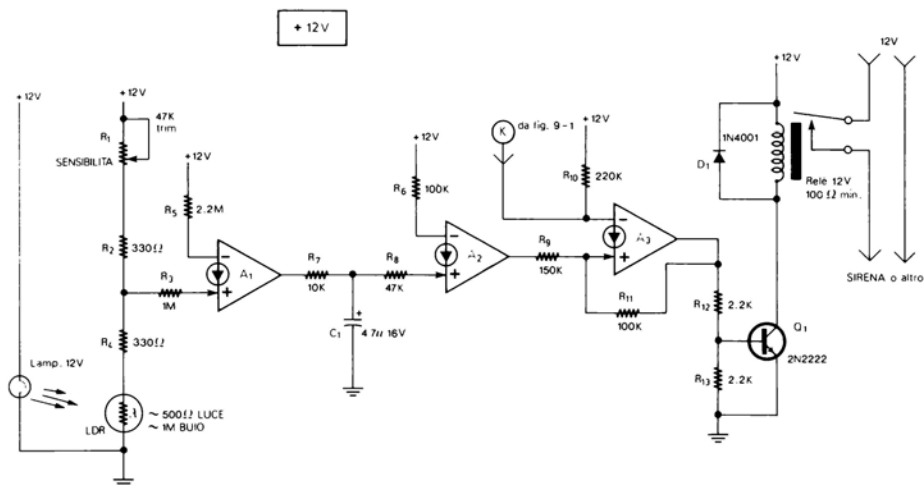 + 12V
+12V
+12V
47K
trim
R1
SENSIBILITA
+12V
R5
2.2M
R2
330Ω
R3
1M
A1
R4
330Ω
Lamp. 12V
LDR
λ
~ 500Ω LUCE
~ 1M BUIO
R7
10K
C1
+
4.7u 16V
R8
47K
+12V
R6
100K
A2
K
da fig. 9-1
+12V
R10
220K
R9
150K
A3
R11
100K
R12
2.2K
R13
2.2K
Q1
2N2222
+12V
1N4001
D1
Relè 12V
100 Ω min.
12V
SIRENA o altro